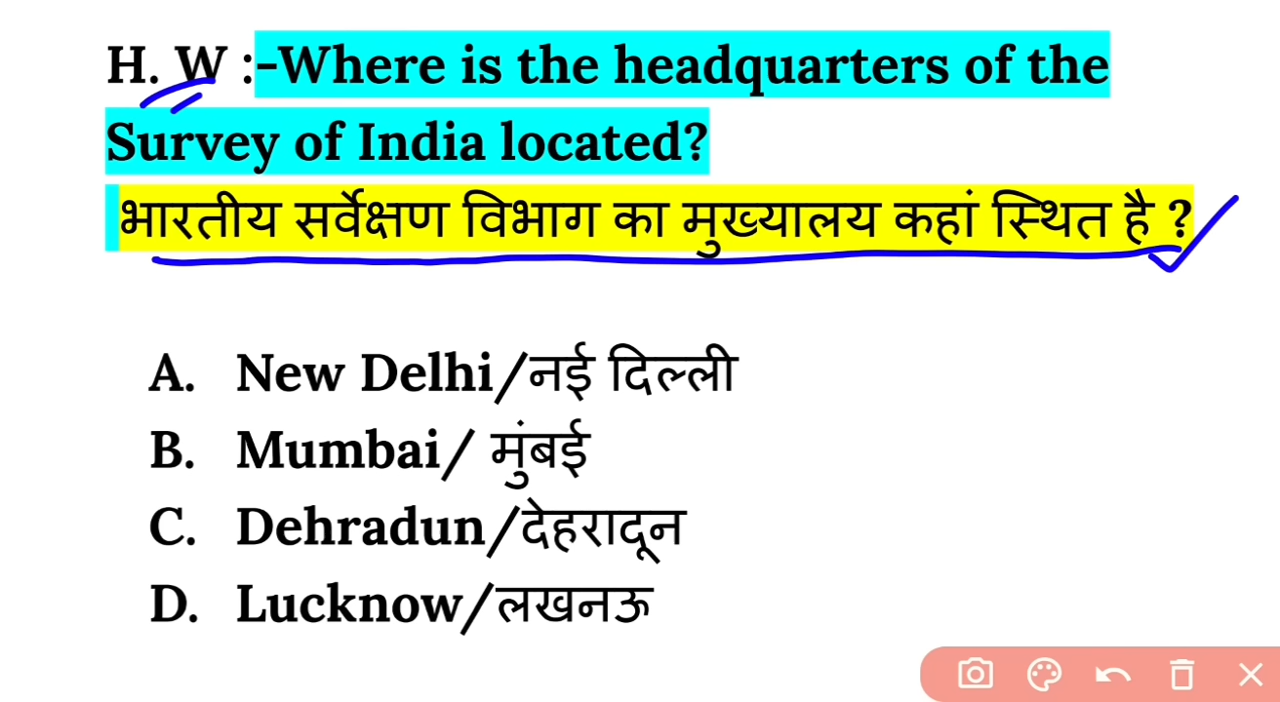 H. W :-Where is the headquarters of the
Survey of India located?
भारतीय सर्वेक्षण विभाग का मुख्यालय कहां स्थित है ?
A. New Delhi/नई दिल्ली
B. Mumbai/ मुंबई
C. Dehradun/देहरादून
D. Lucknow/लखनऊ